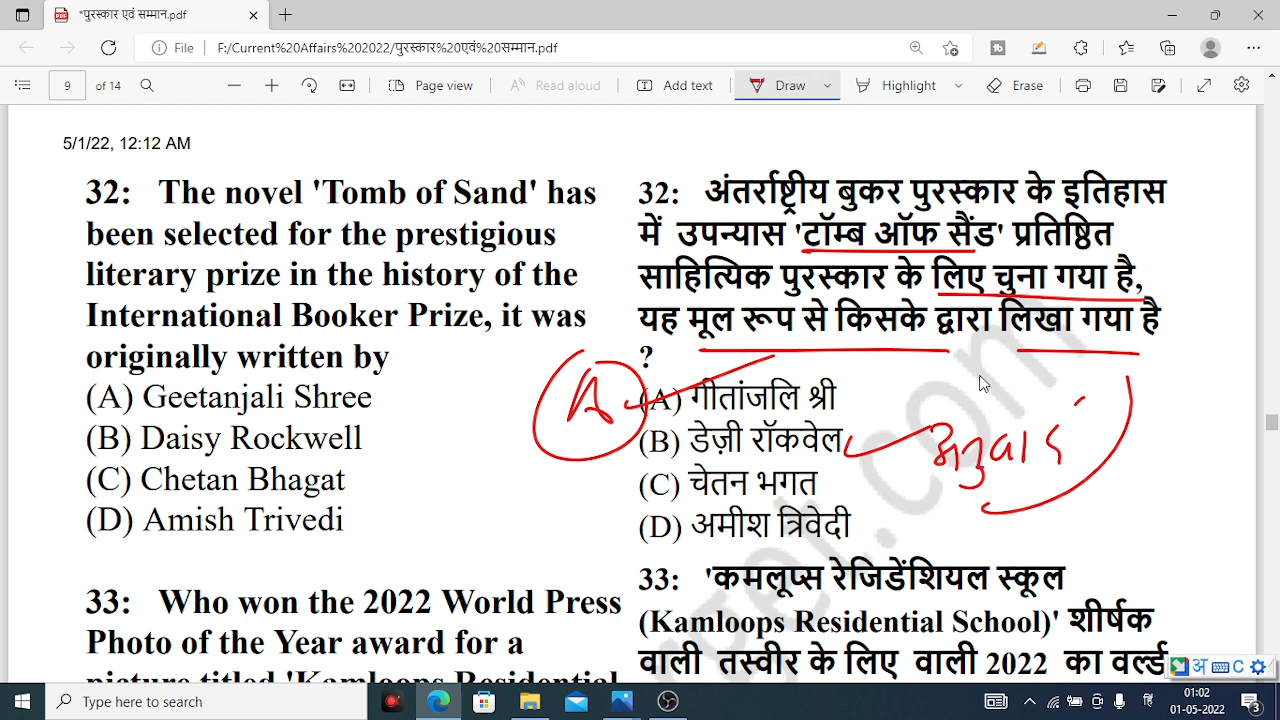 *पुरस्कार एवं सम्मान.pdf
File F:/Current%20Affairs%202022/पुरस्कार%20एवं%20सम्मान.pdf
9 of 14 Page view Read aloud Add text Draw Highlight Erase
5/1/22, 12:12 AM
32: The novel 'Tomb of Sand' has
been selected for the prestigious
literary prize in the history of the
International Booker Prize, it was
originally written by
(A) Geetanjali Shree
(B) Daisy Rockwell
(C) Chetan Bhagat
(D) Amish Trivedi
33: Who won the 2022 World Press
Photo of the Year award for a
picture titled 'Kamloops Residential
32: अंतर्राष्ट्रीय बुकर पुरस्कार के इतिहास
में उपन्यास 'टॉम्ब ऑफ सैंड' प्रतिष्ठित
साहित्यिक पुरस्कार के लिए चुना गया है,
यह मूल रूप से किसके द्वारा लिखा गया है
?
A
(A) गीतांजलि श्री
(B) डेज़ी रॉकवेल
अनुवाद
(C) चेतन भगत
(D) अमीश त्रिवेदी
33: 'कमलूप्स रेजिडेंशियल स्कूल
(Kamloops Residential School)' शीर्षक
वाली तस्वीर के लिए वाली 2022 का वर्ल्ड
अ C
Type here to search
हि
01:02
01-05-2022
3